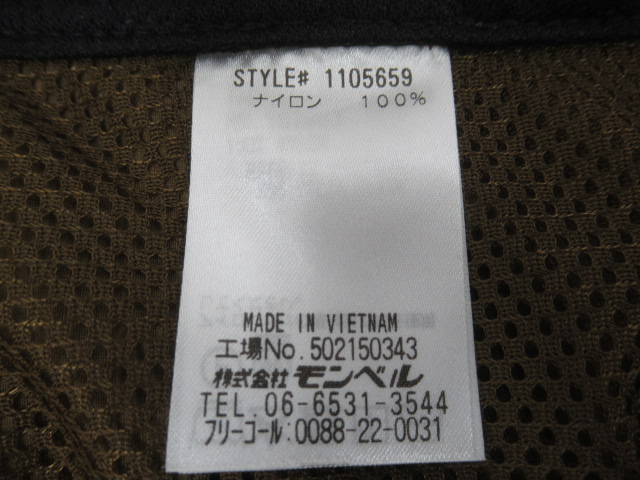 STYLE# 1105659
ナイロン 100%
MADE IN VIETNAM
工場No.502150343
株式会社 モンベル
TEL.06-6531-3544
フリーコール:0088-22-0031